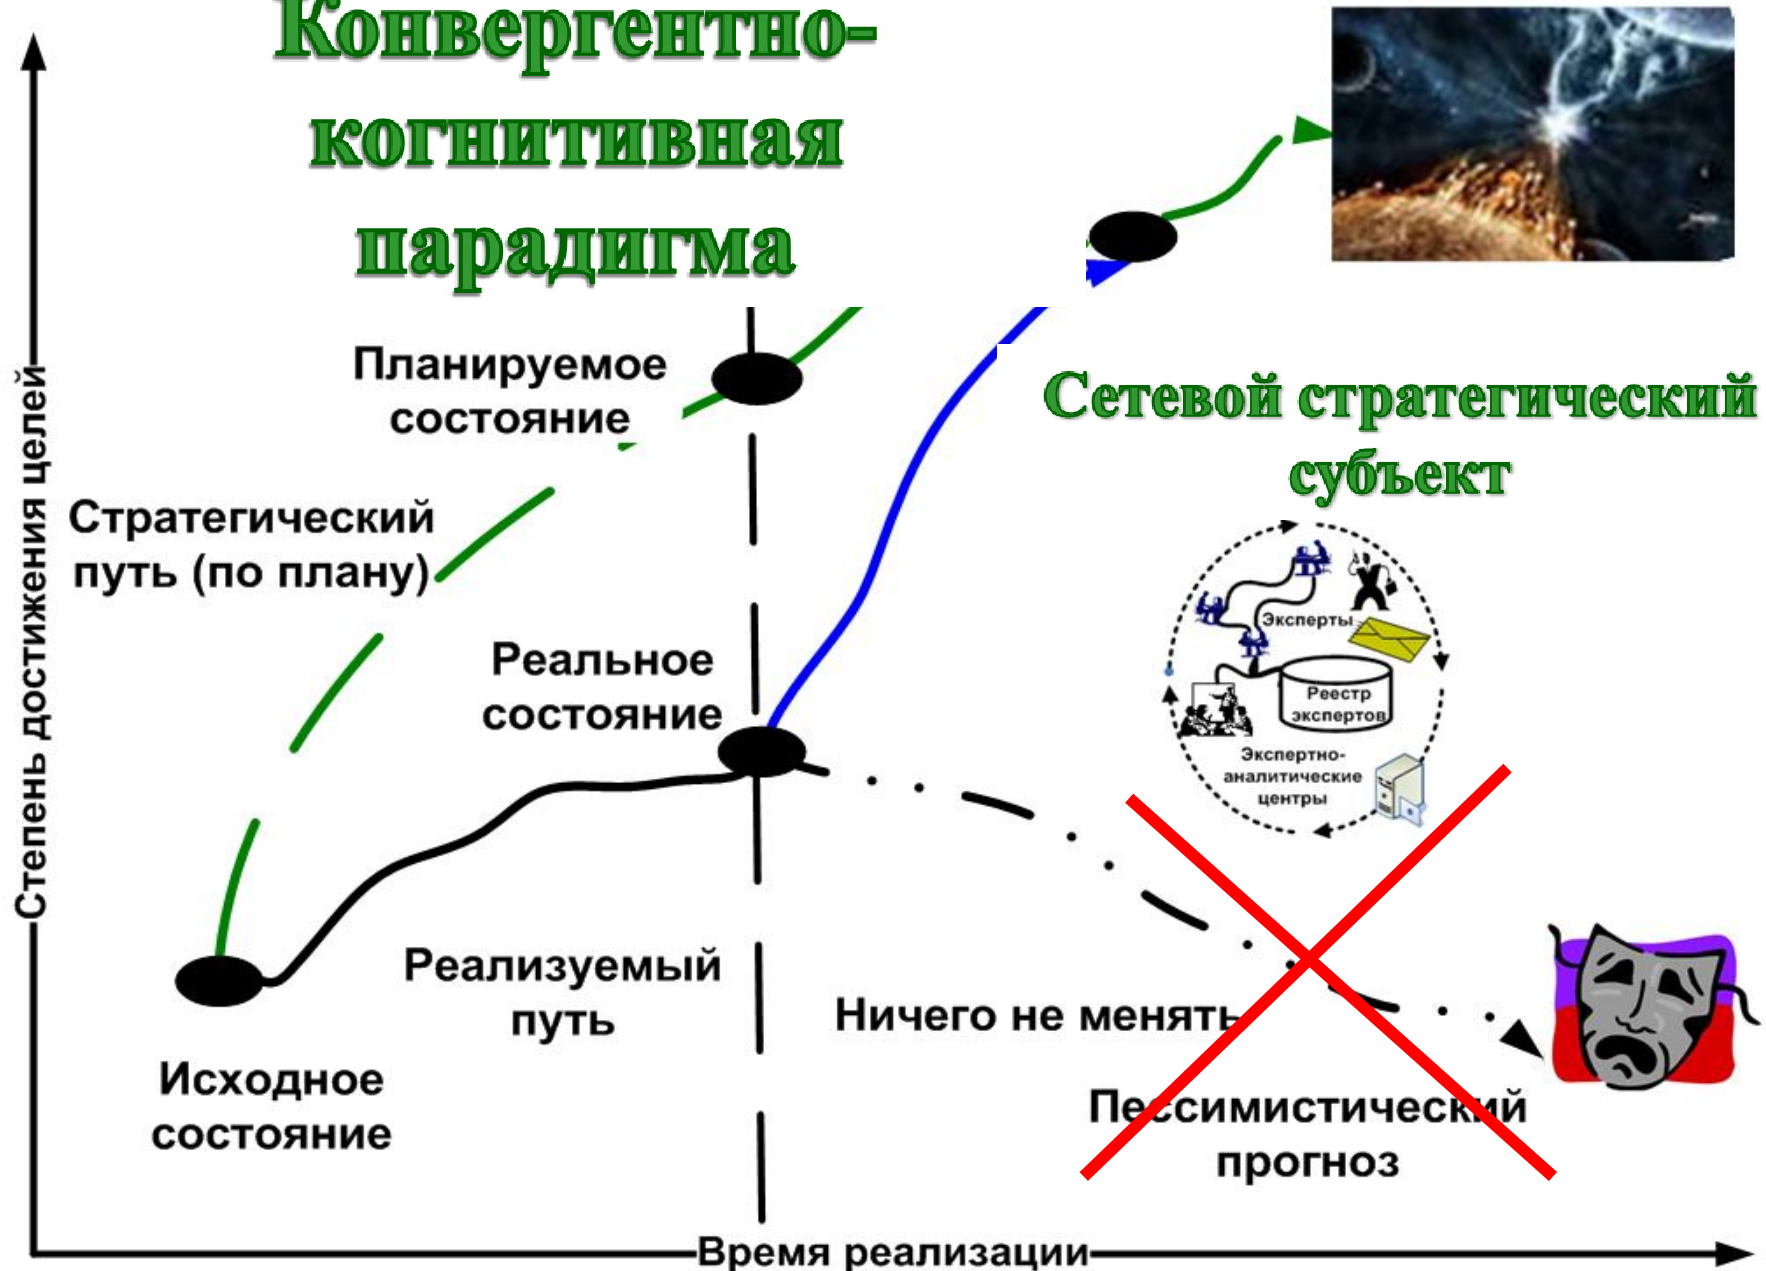 Конвергентно-
когнитивная
парадигма
Планируемое
состояние
Сетевой стратегический
субъект
Стратегический
путь (по плану)
Эксперты
Реальное
состояние
Реестр
экспертов
Экспертно-
аналитические
центры
Реализуемый
путь
Ничего не менять
Исходное
состояние
Пессимистический
прогноз
Степень достижения целей
Время реализации